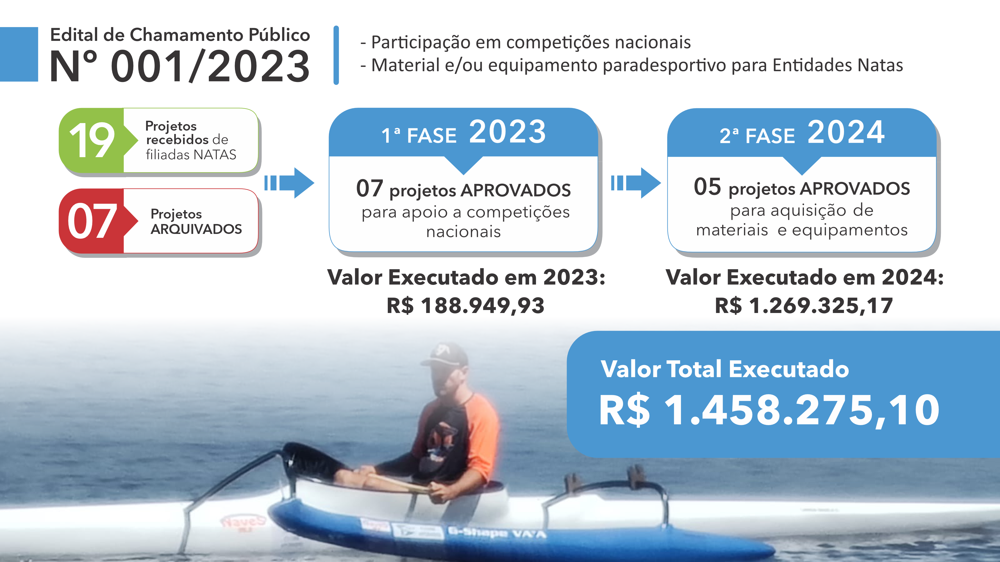 Edital de Chamamento Público
N° 001/2023
- Participação em competições nacionais
- Material e/ou equipamento paradesportivo para Entidades Natas
19
Projetos
recebidos de
filiadas NATAS
07
Projetos
ARQUIVADOS
1ª FASE 2023
07 projetos APROVADOS
para apoio a competições
nacionais
Valor Executado em 2023:
R$ 188.949,93
2ª FASE 2024
05 projetos APROVADOS
para aquisição de
materiais e equipamentos
Valor Executado em 2024:
R$ 1.269.325,17
Valor Total Executado
R$ 1.458.275,10
NaveS
G-Shape VA'A